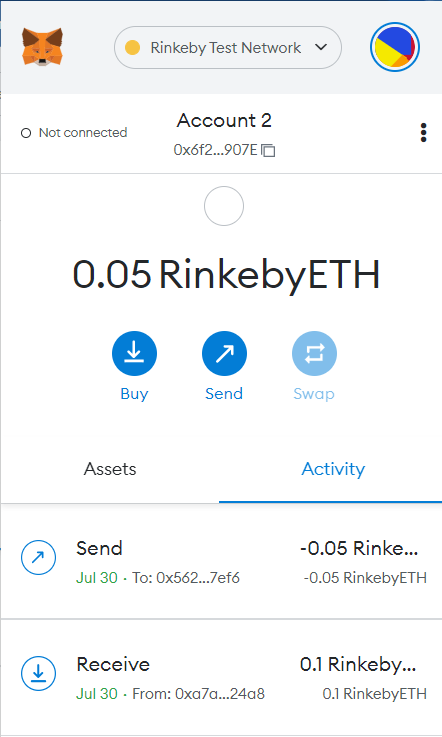 Rinkeby Test Network
Not connected
Account 2
0x6f2...907E
0.05 RinkebyETH
Buy Send Swap
Assets Activity
Send -0.05 Rinke...
Jul 30 · To: 0x562...7ef6 -0.05 RinkebyETH
Receive 0.1 Rinkeby...
Jul 30 · From: 0xa7a...24a8 0.1 RinkebyETH